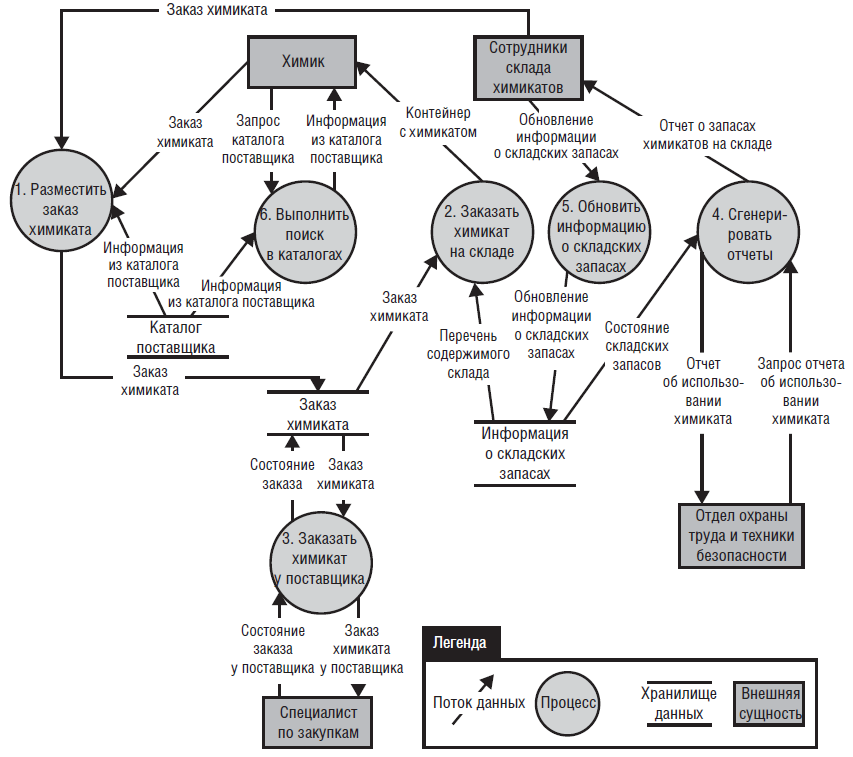 Заказ химиката
Химик
Сотрудники
склада
химикатов
Заказ
химиката
Запрос
каталога
поставщика
Информация
из каталога
поставщика
Контейнер
с химикатом
Обновление
информации
о складских запасах
Отчет о запасах
химикатов на складе
1. Разместить
заказ
химиката
6. Выполнить
поиск
в каталогах
2. Заказать
химикат
на складе
5. Обновить
информацию
о складских
запасах
4. Сгенери-
ровать
отчеты
Информация
из каталога
поставщика
Информация
из каталога поставщика
Каталог
поставщика
Заказ
химиката
Заказ
химиката
Перечень
содержимого
склада
Обновление
информации
о складских
запасах
Состояние
складских
запасов
Отчет
об использо-
вании
химиката
Запрос отчета
об использо-
вании
химиката
Заказ
химиката
Информация
о складских
запасах
Состояние
заказа
Заказ
химиката
Отдел охраны
труда и техники
безопасности
3. Заказать
химикат
у поставщика
Состояние
заказа
у поставщика
Заказ
химиката
у поставщика
Специалист
по закупкам
Легенда
Поток данных
Процесс
Хранилище
данных
Внешняя
сущность